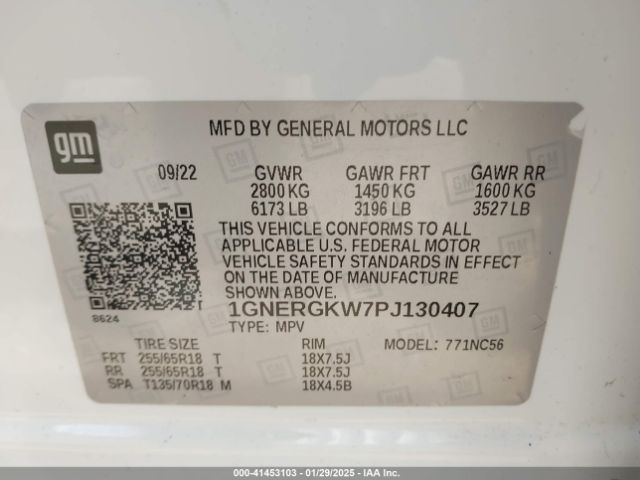 gm
MFD BY GENERAL MOTORS LLC
09/22 GVWR GAWR FRT GAWR RR
2800 KG 1450 KG 1600 KG
6173 LB 3196 LB 3527 LB
THIS VEHICLE CONFORMS TO ALL
APPLICABLE U.S. FEDERAL MOTOR
VEHICLE SAFETY STANDARDS IN EFFECT
ON THE DATE OF MANUFACTURE
SHOWN ABOVE.
8624
1GNERGKW7PJ130407
TYPE: MPV
TIRE SIZE RIM MODEL: 771NC56
FRT 255/65R18 T 18X7.5J
RR 255/65R18 T 18X7.5J
SPA T135/70R18 M 18X4.5B
000-41453103 - 01/29/2025 - IAA Inc.